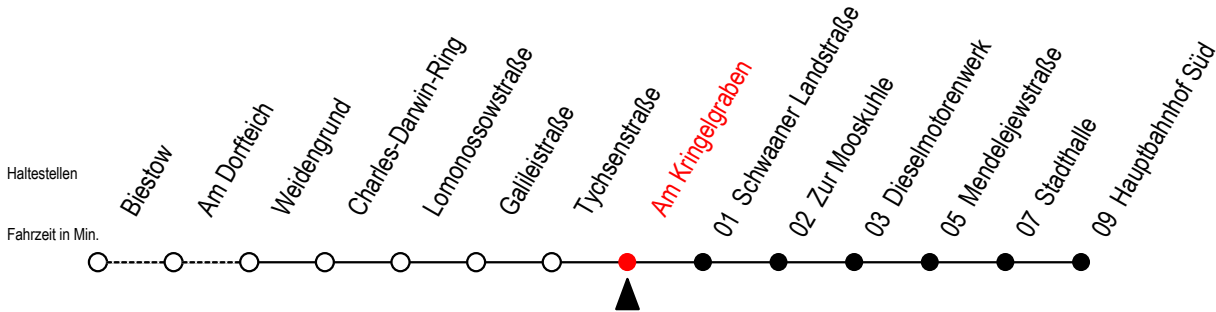 Haltestellen
Biestow
Am Dorfteich
Weidengrund
Charles-Darwin-Ring
Lomonossowstraße
Galileistraße
Tychsenstraße
Am Kringelgraben
01 Schwaaner Landstraße
02 Zur Mooskuhle
03 Dieselmotorenwerk
05 Mendelejewstraße
07 Stadthalle
09 Hauptbahnhof Süd
Fahrzeit in Min.